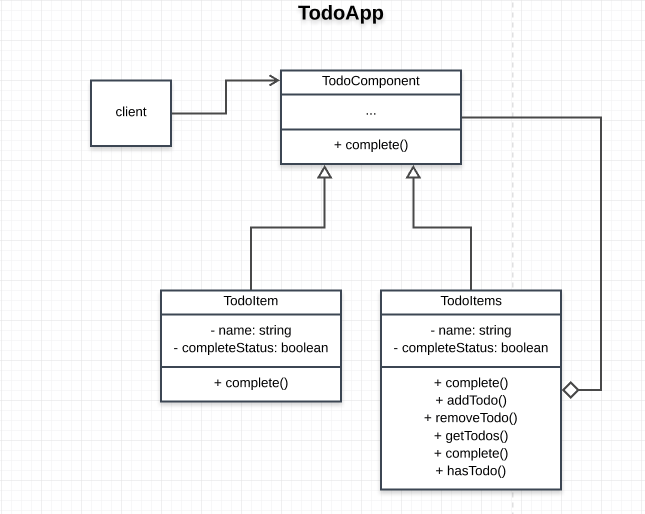 TodoApp
client
TodoComponent
...
+ complete()
TodoItem
- name: string
- completeStatus: boolean
+ complete()
TodoItems
- name: string
- completeStatus: boolean
+ complete()
+ addTodo()
+ removeTodo()
+ getTodos()
+ complete()
+ hasTodo()